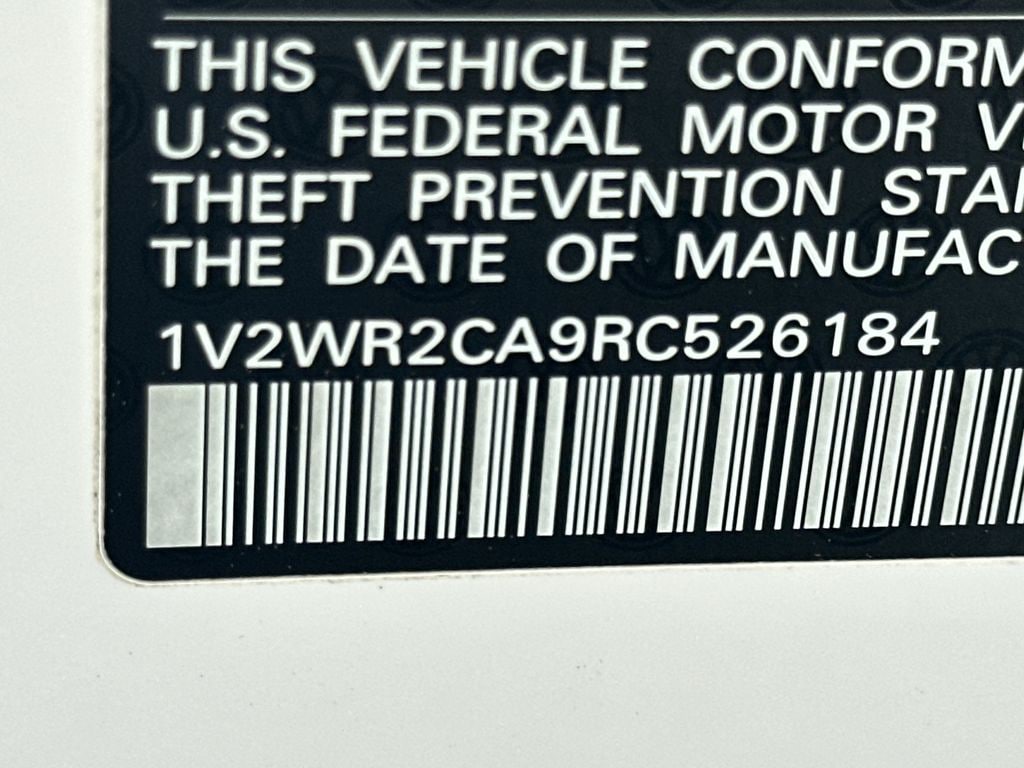 THIS VEHICLE CONFORM
U.S. FEDERAL MOTOR V
THEFT PREVENTION STA
THE DATE OF MANUFAC
1V2WR2CA9RC526184